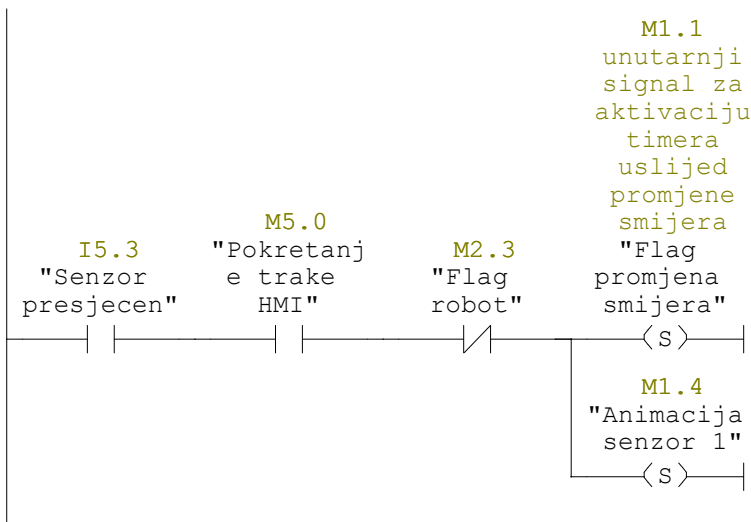 M1.1
unutarnji
signal za
aktivaciju
timera
uslijed
promjene
smijera
"Flag
promjena
smijera"
I5.3
"Senzor
presjecen"
M5.0
"Pokretanj
e trake
HMI"
M2.3
"Flag
robot"
S
M1.4
"Animacija
senzor 1"
S